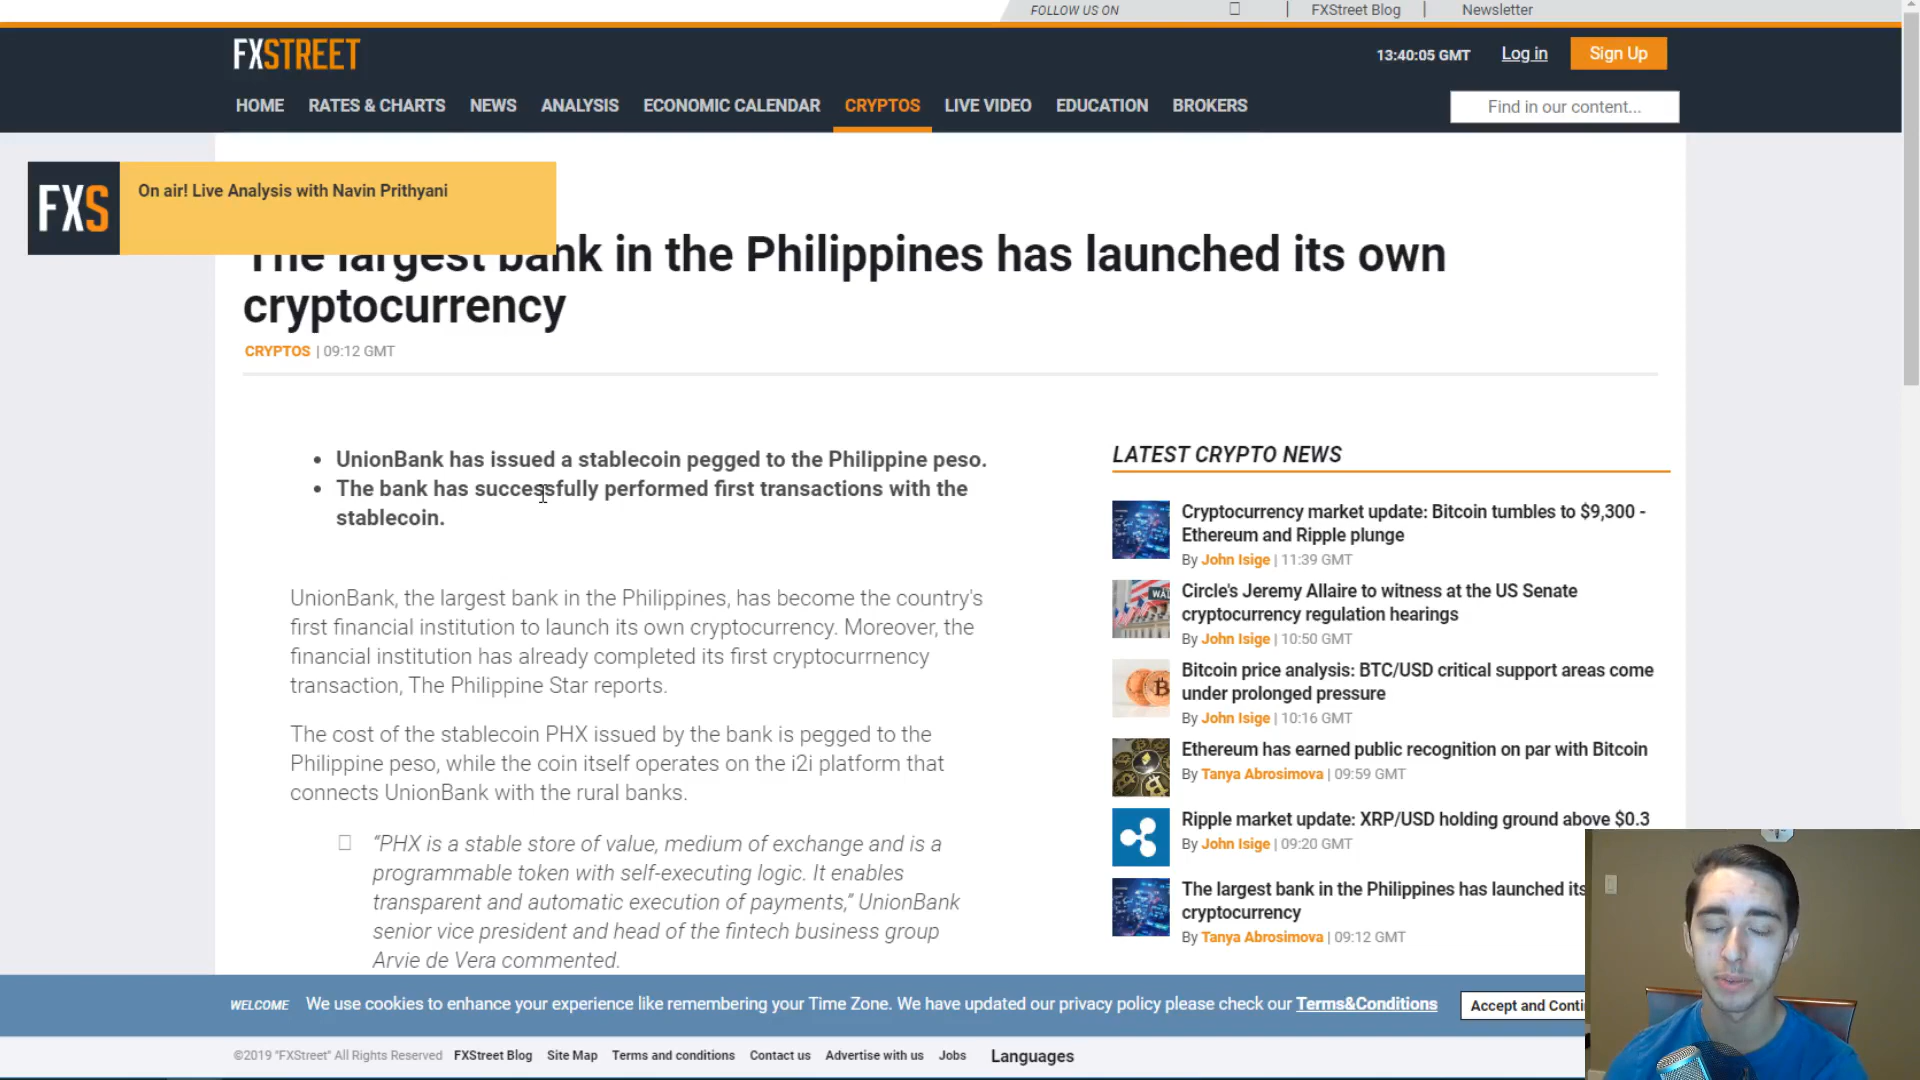 FOLLOW US ON | FXStreet Blog | Newsletter
FXSTREET
13:40:05 GMT Log in Sign Up
HOME RATES & CHARTS NEWS ANALYSIS ECONOMIC CALENDAR CRYPTOS LIVE VIDEO EDUCATION BROKERS
Find in our content...
FXS On air! Live Analysis with Navin Prithyani
The largest bank in the Philippines has launched its own
cryptocurrency
CRYPTOS | 09:12 GMT
• UnionBank has issued a stablecoin pegged to the Philippine peso.
• The bank has successfully performed first transactions with the
stablecoin.
UnionBank, the largest bank in the Philippines, has become the country's
first financial institution to launch its own cryptocurrency. Moreover, the
financial institution has already completed its first cryptocurrnency
transaction, The Philippine Star reports.
The cost of the stablecoin PHX issued by the bank is pegged to the
Philippine peso, while the coin itself operates on the i2i platform that
connects UnionBank with the rural banks.
“PHX is a stable store of value, medium of exchange and is a
programmable token with self-executing logic. It enables
transparent and automatic execution of payments,” UnionBank
senior vice president and head of the fintech business group
Arvie de Vera commented.
LATEST CRYPTO NEWS
Cryptocurrency market update: Bitcoin tumbles to $9,300 -
Ethereum and Ripple plunge
By John Isige | 11:39 GMT
Circle's Jeremy Allaire to witness at the US Senate
cryptocurrency regulation hearings
By John Isige | 10:50 GMT
Bitcoin price analysis: BTC/USD critical support areas come
under prolonged pressure
By John Isige | 10:16 GMT
Ethereum has earned public recognition on par with Bitcoin
By Tanya Abrosimova | 09:59 GMT
Ripple market update: XRP/USD holding ground above $0.3
By John Isige | 09:20 GMT
The largest bank in the Philippines has launched its
cryptocurrency
By Tanya Abrosimova | 09:12 GMT
WELCOME We use cookies to enhance your experience like remembering your Time Zone. We have updated our privacy policy please check our Terms&Conditions Accept and Conti
©2019 "FXStreet" All Rights Reserved FXStreet Blog Site Map Terms and conditions Contact us Advertise with us Jobs Languages